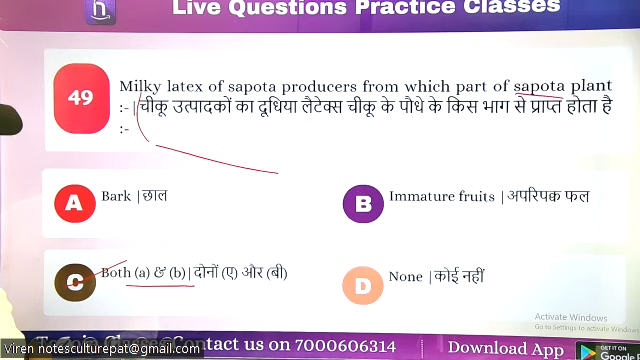 h
Live Questions Practice Classes
49
Milky latex of sapota producers from which part of sapota plant
:-|चीकू उत्पादकों का दूधिया लैटेक्स चीकू के पौधे के किस भाग से प्राप्त होता है
:-
A Bark |छाल
B Immature fruits |अपरिपक्व फल
C Both (a) & (b)|दोनों (ए) और (बी)
D None |कोई नहीं
Activate Windows
Go to Settings to activate Windows.
Contact us on 7000606314
Download App
GET IT ON
Google
Viren notesculturepat@gmail.com